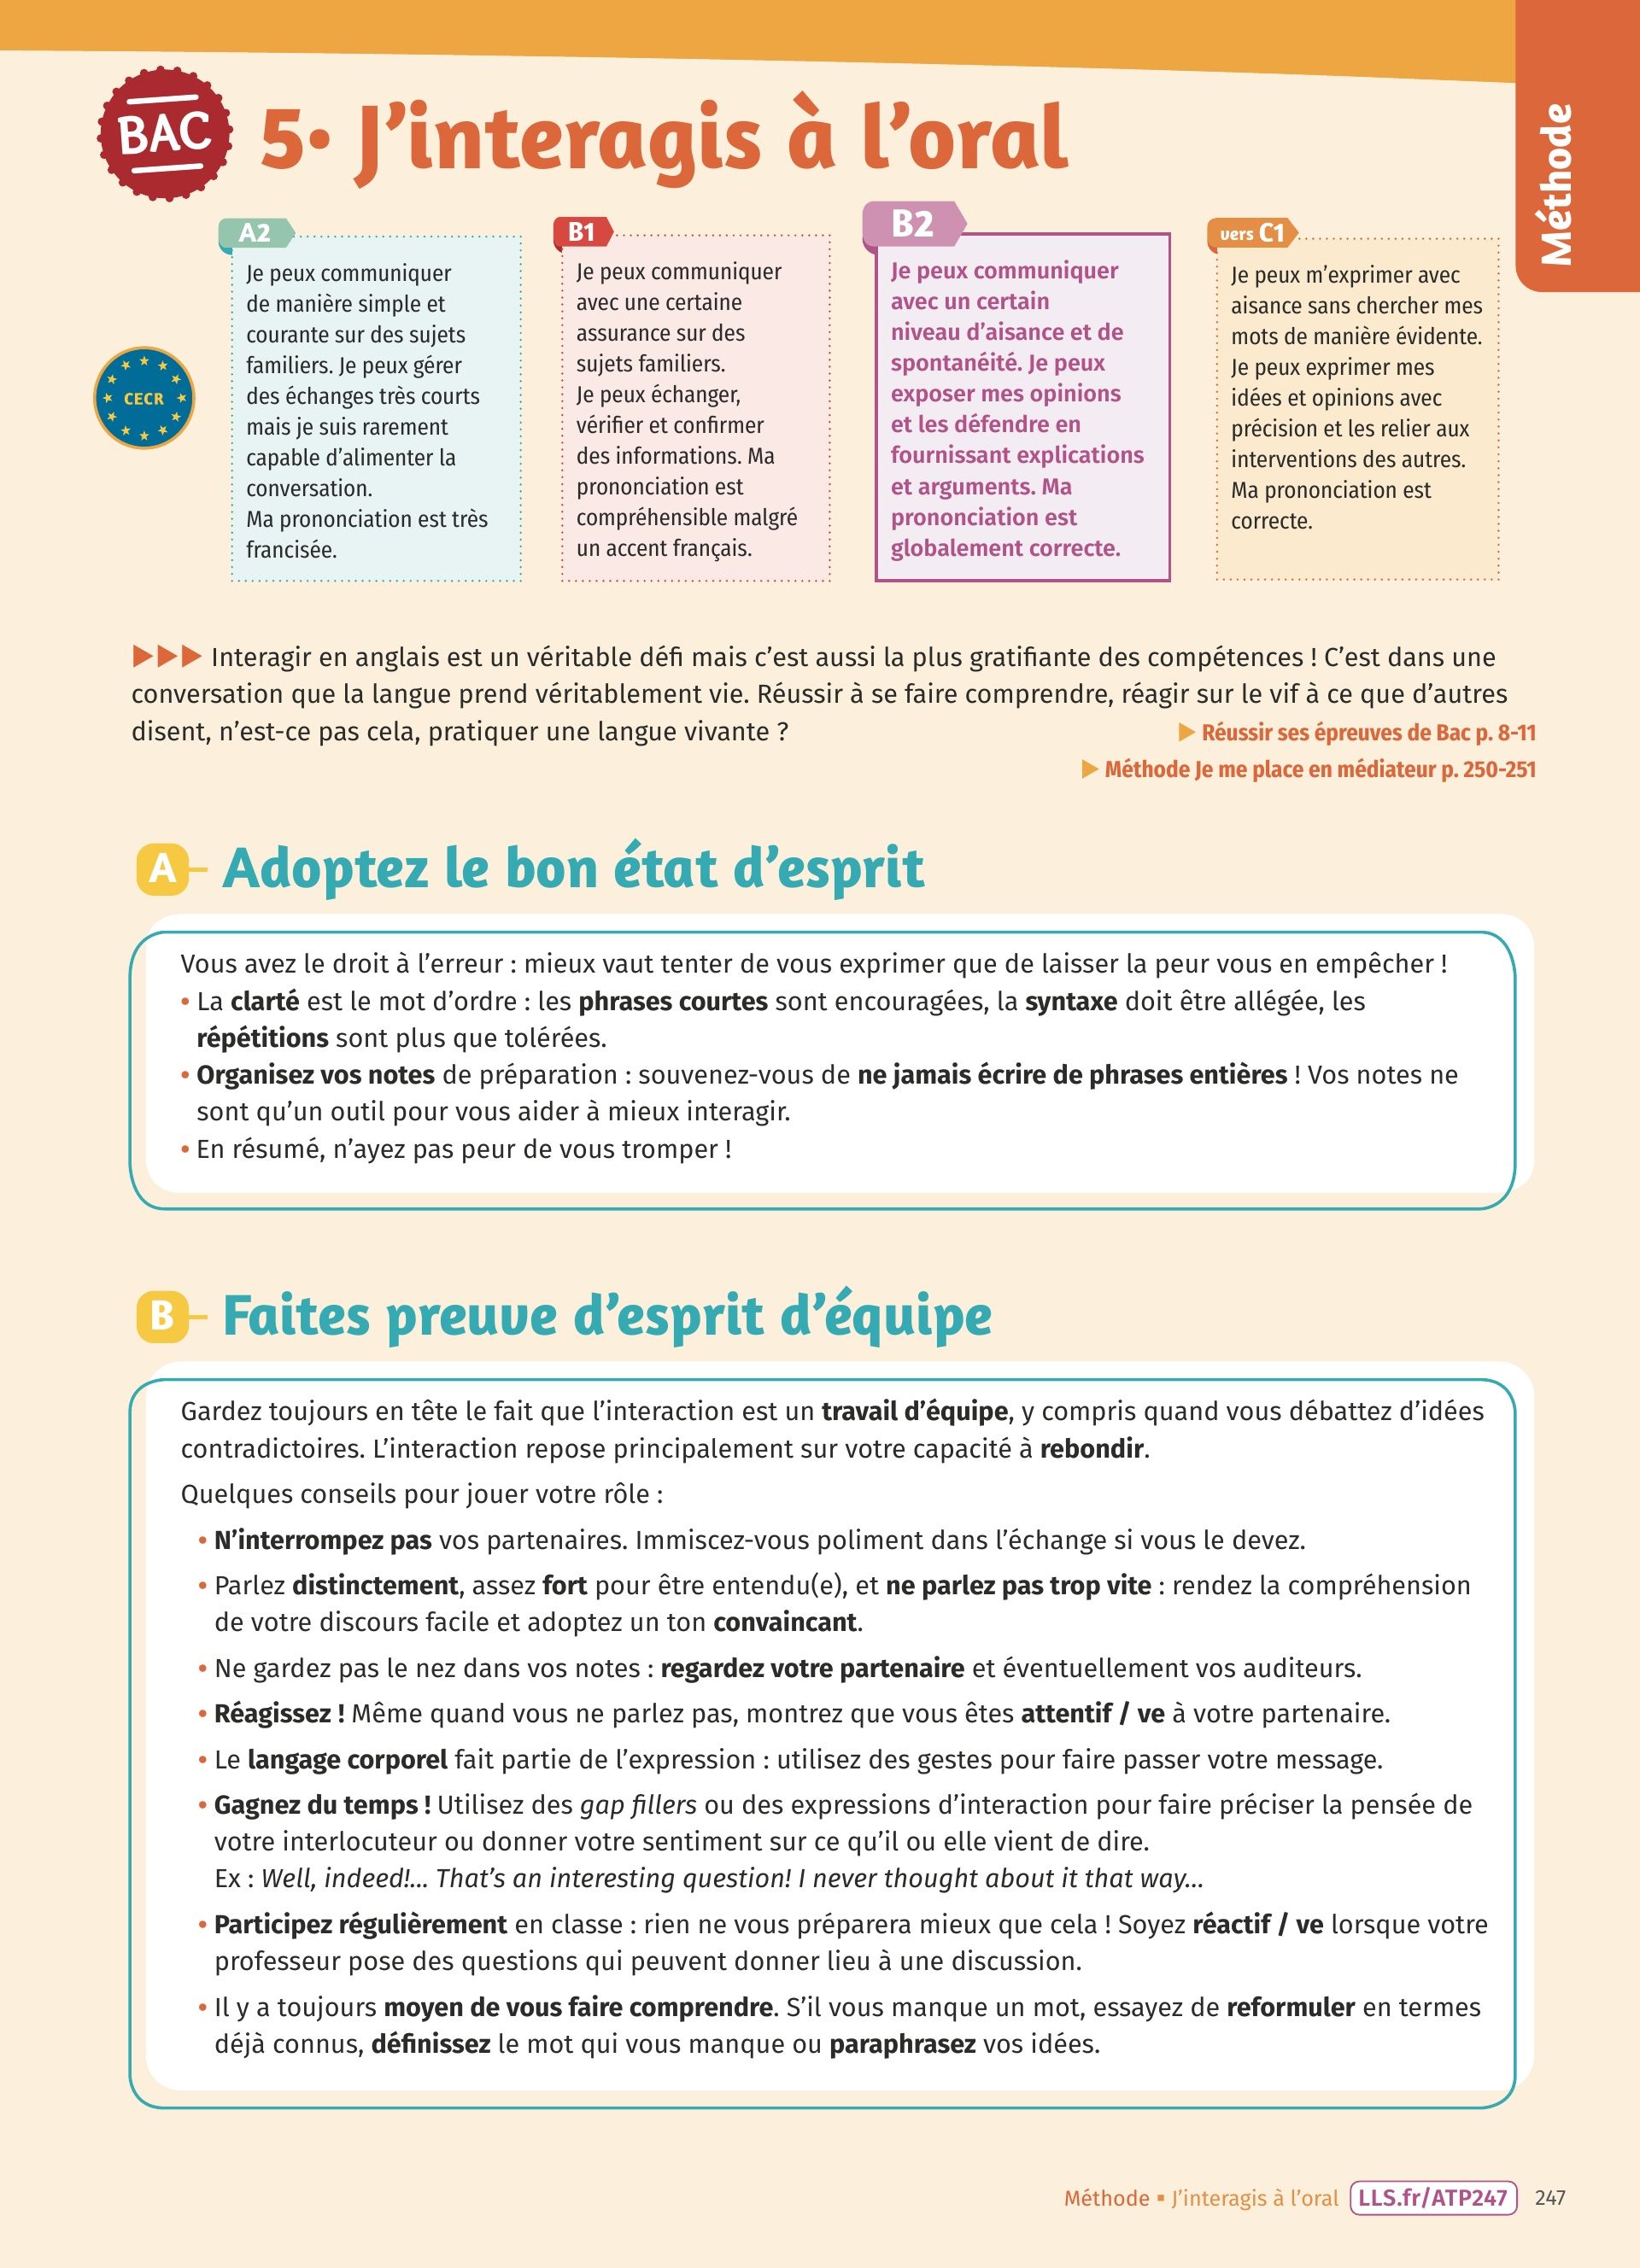 Méthode
BAC
5• J’interagis à l’oral
CECR
A2
Je peux communiquer
de manière simple et
courante sur des sujets
familiers. Je peux gérer
des échanges très courts
mais je suis rarement
capable d’alimenter la
conversation.
Ma prononciation est très
francisée.
B1
Je peux communiquer
avec une certaine
assurance sur des
sujets familiers.
Je peux échanger,
vérifier et confirmer
des informations. Ma
prononciation est
compréhensible malgré
un accent français.
B2
Je peux communiquer
avec un certain
niveau d’aisance et de
spontanéité. Je peux
exposer mes opinions
et les défendre en
fournissant explications
et arguments. Ma
prononciation est
globalement correcte.
vers C1
Je peux m’exprimer avec
aisance sans chercher mes
mots de manière évidente.
Je peux exprimer mes
idées et opinions avec
précision et les relier aux
interventions des autres.
Ma prononciation est
correcte.
▶▶▶ Interagir en anglais est un véritable défi mais c’est aussi la plus gratifiante des compétences ! C’est dans une
conversation que la langue prend véritablement vie. Réussir à se faire comprendre, réagir sur le vif à ce que d’autres
disent, n’est-ce pas cela, pratiquer une langue vivante ?
▶ Réussir ses épreuves de Bac p. 8-11
▶ Méthode Je me place en médiateur p. 250-251
A Adoptez le bon état d’esprit
Vous avez le droit à l’erreur : mieux vaut tenter de vous exprimer que de laisser la peur vous en empêcher !
• La clarté est le mot d’ordre : les phrases courtes sont encouragées, la syntaxe doit être allégée, les
répétitions sont plus que tolérées.
• Organisez vos notes de préparation : souvenez-vous de ne jamais écrire de phrases entières ! Vos notes ne
sont qu’un outil pour vous aider à mieux interagir.
• En résumé, n’ayez pas peur de vous tromper !
B Faites preuve d’esprit d’équipe
Gardez toujours en tête le fait que l’interaction est un travail d’équipe, y compris quand vous débattez d’idées
contradictoires. L’interaction repose principalement sur votre capacité à rebondir.
Quelques conseils pour jouer votre rôle :
• N’interrompez pas vos partenaires. Immiscez-vous poliment dans l’échange si vous le devez.
• Parlez distinctement, assez fort pour être entendu(e), et ne parlez pas trop vite : rendez la compréhension
de votre discours facile et adoptez un ton convaincant.
• Ne gardez pas le nez dans vos notes : regardez votre partenaire et éventuellement vos auditeurs.
• Réagissez ! Même quand vous ne parlez pas, montrez que vous êtes attentif / ve à votre partenaire.
• Le langage corporel fait partie de l’expression : utilisez des gestes pour faire passer votre message.
• Gagnez du temps ! Utilisez des gap fillers ou des expressions d’interaction pour faire préciser la pensée de
votre interlocuteur ou donner votre sentiment sur ce qu’il ou elle vient de dire.
Ex : Well, indeed!... That’s an interesting question! I never thought about it that way...
• Participez régulièrement en classe : rien ne vous préparera mieux que cela ! Soyez réactif / ve lorsque votre
professeur pose des questions qui peuvent donner lieu à une discussion.
• Il y a toujours moyen de vous faire comprendre. S’il vous manque un mot, essayez de reformuler en termes
déjà connus, définissez le mot qui vous manque ou paraphrasez vos idées.
Méthode ▪ J’interagis à l’oral LLS.fr/ATP247 247